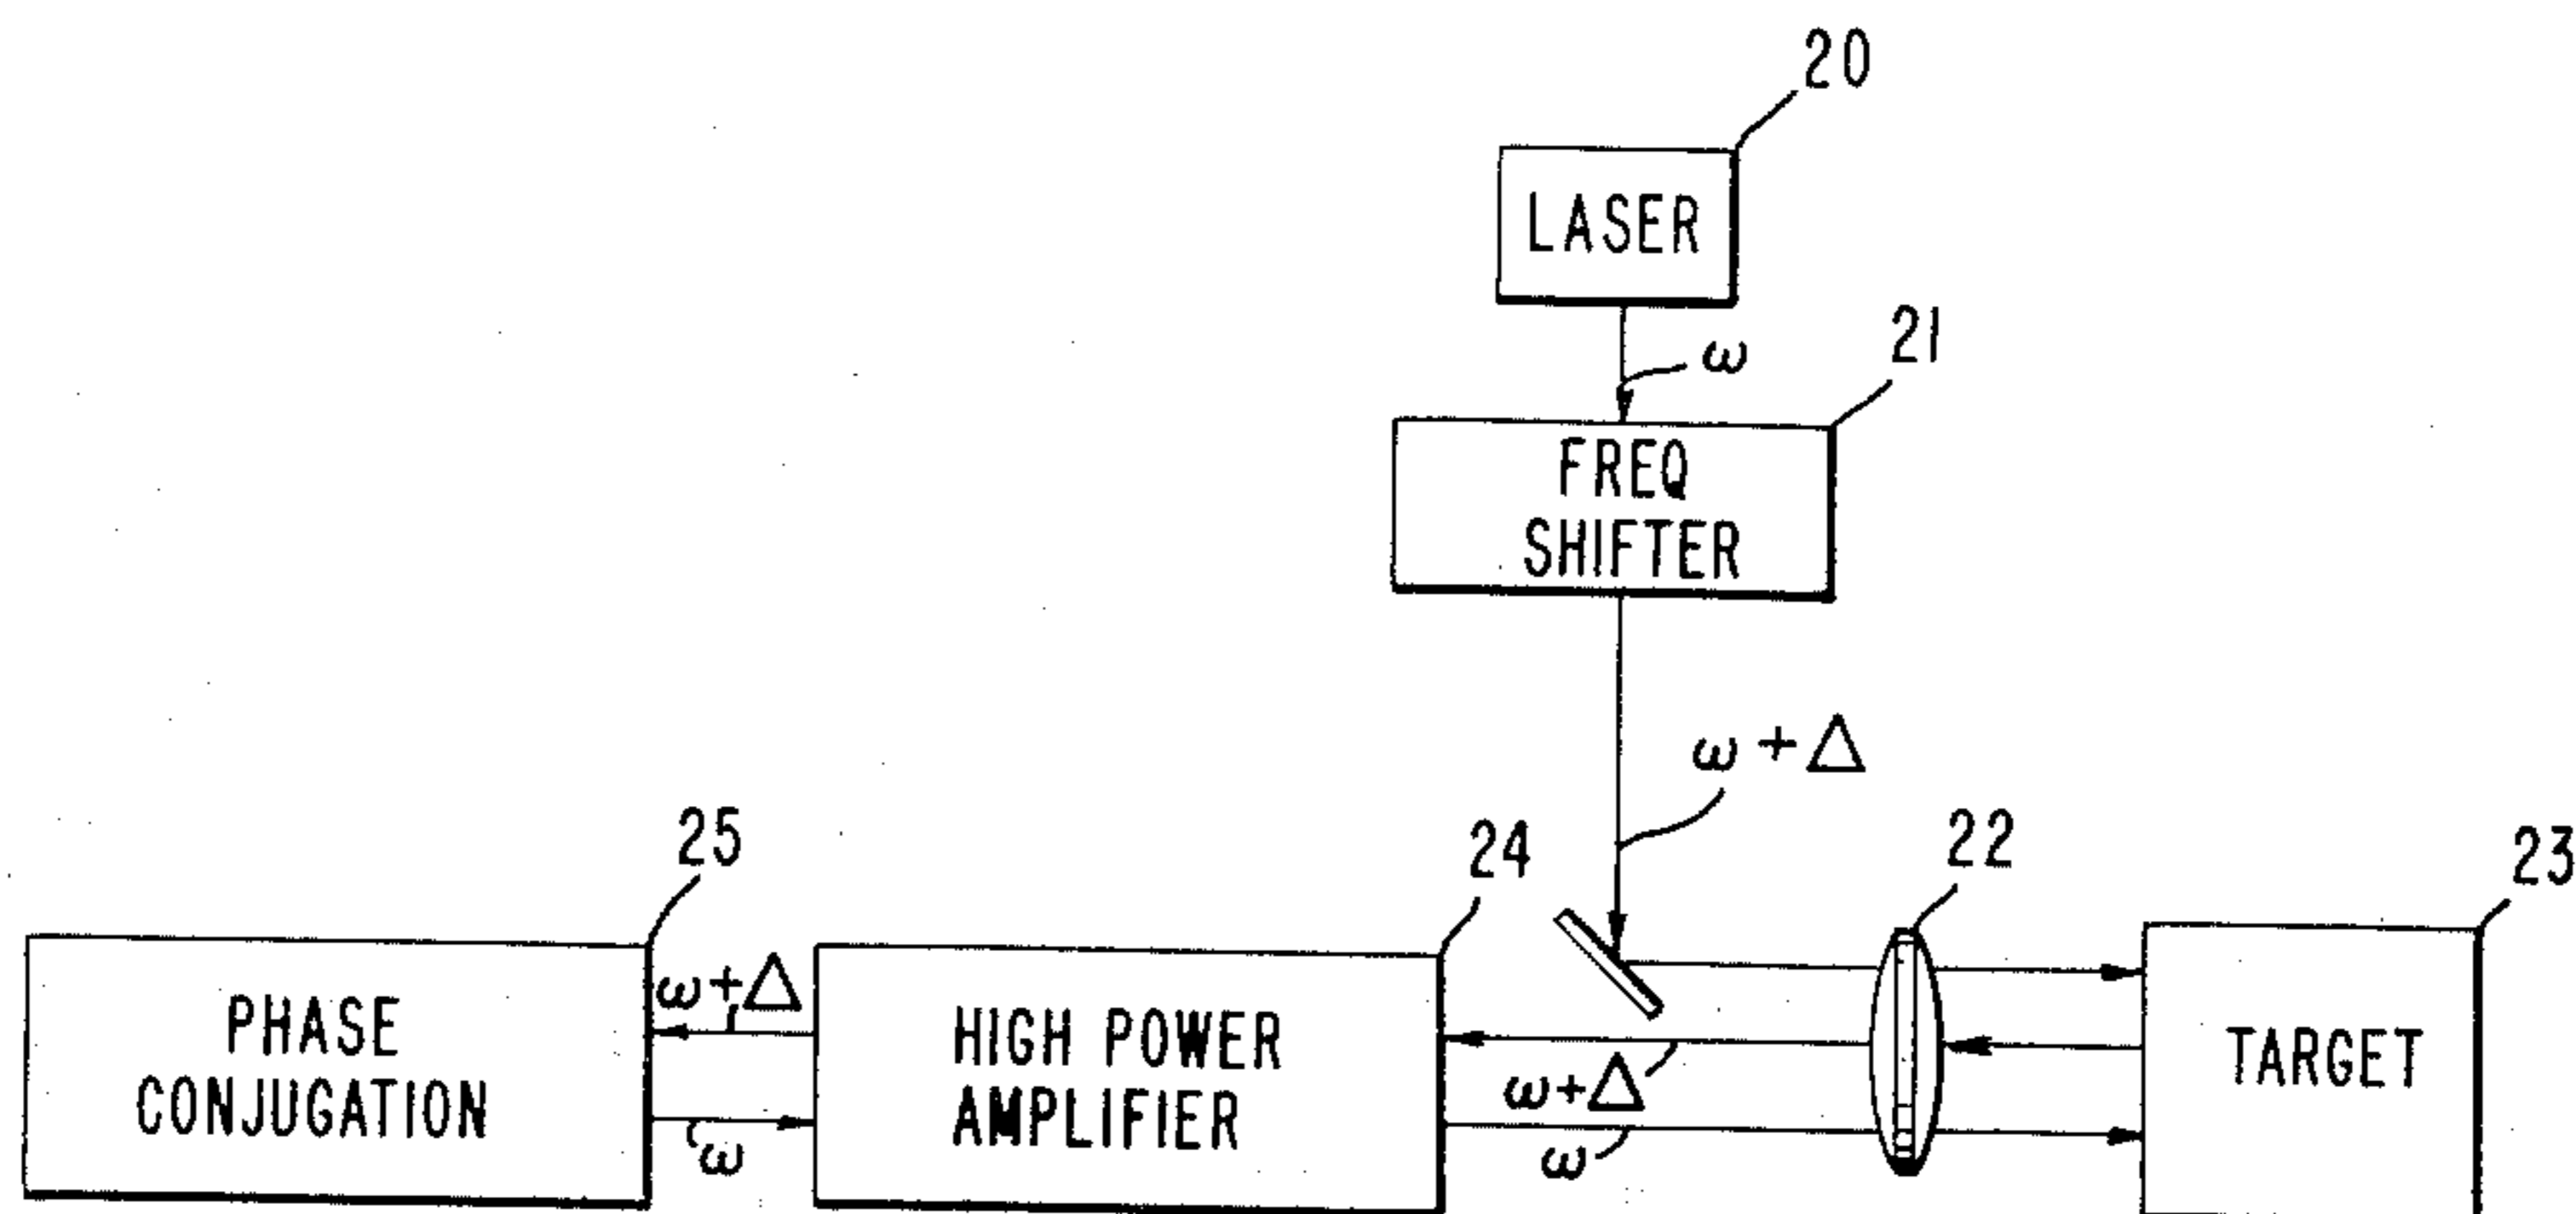 20
LASER
ω
21
FREQ
SHIFTER
ω + Δ
25
24
22
23
PHASE
CONJUGATION
ω+Δ
ω
HIGH POWER
AMPLIFIER
ω+Δ
ω
TARGET